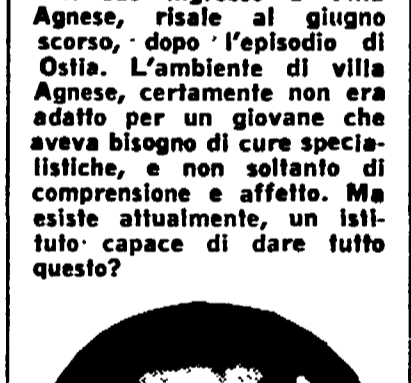 Agnese, risale al giugno
scorso, dopo l'episodio di
Ostia. L'ambiente di villa
Agnese, certamente non era
adatto per un giovane che
aveva bisogno di cure specia-
listiche, e non soltanto di
comprensione e affetto. Ma
esiste attualmente, un isti-
tuto capace di dare tutto
questo?